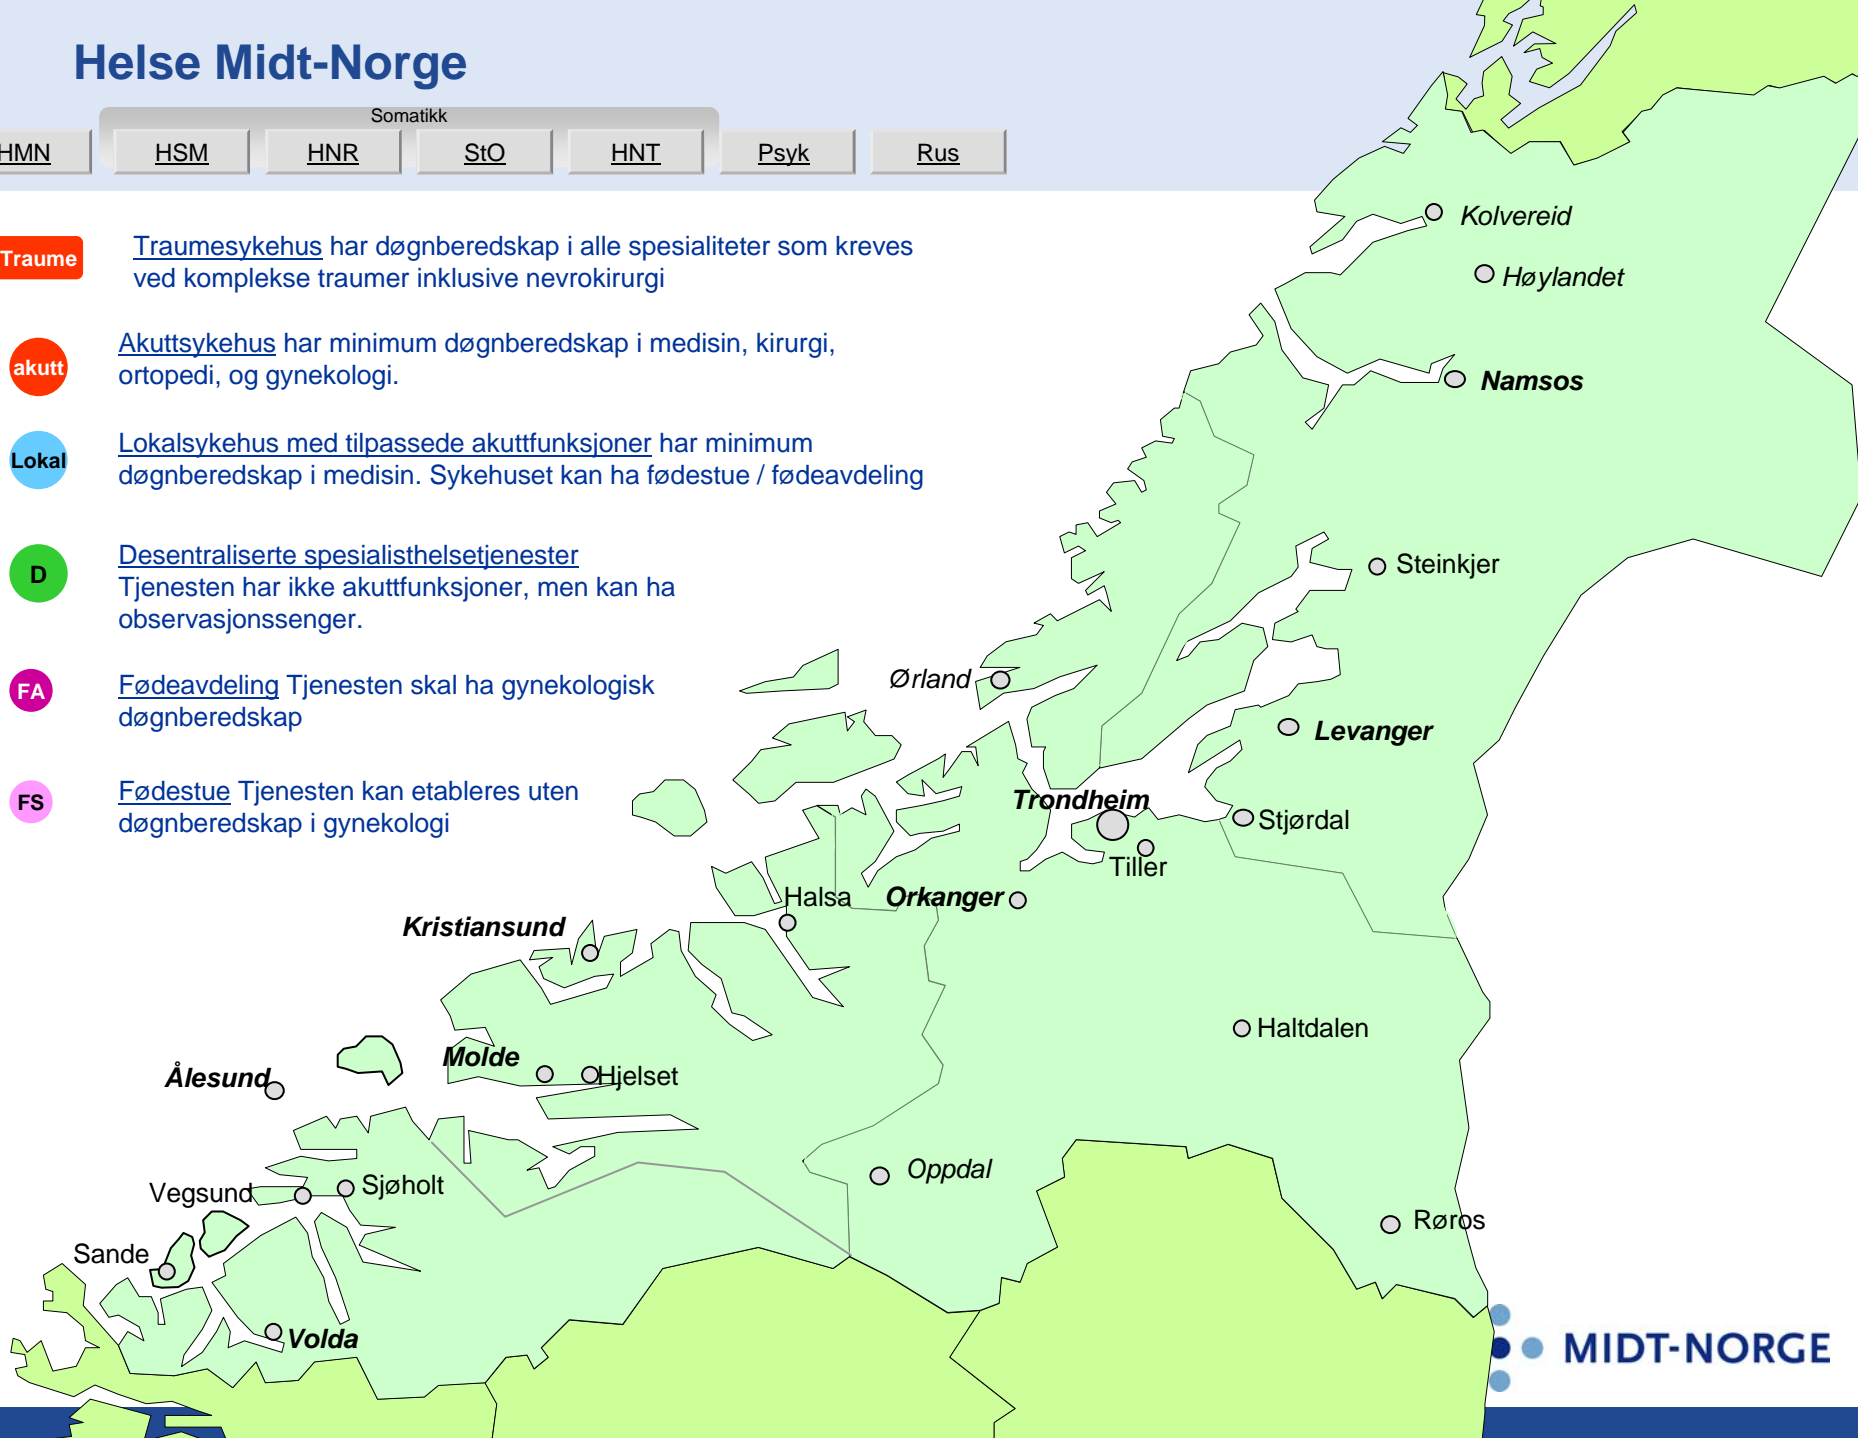 Helse Midt-Norge
Somatikk
HMN HSM HNR StO HNT Psyk Rus
Traume
Traumesykehus har døgnberedskap i alle spesialiteter som kreves
ved komplekse traumer inklusive nevrokirurgi
akutt
Akuttsykehus har minimum døgnberedskap i medisin, kirurgi,
ortopedi, og gynekologi.
Lokal
Lokalsykehus med tilpassede akuttfunksjoner har minimum
døgnberedskap i medisin. Sykehuset kan ha fødestue / fødeavdeling
D
Desentraliserte spesialisthelsetjenester
Tjenesten har ikke akuttfunksjoner, men kan ha
observasjonssenger.
FA
Fødeavdeling Tjenesten skal ha gynekologisk
døgnberedskap
FS
Fødestue Tjenesten kan etableres uten
døgnberedskap i gynekologi
Kolvereid
Høylandet
Namsos
Steinkjer
Ørland
Levanger
Trondheim
Stjørdal
Tiller
Halsa
Orkanger
Kristiansund
Haltdalen
Molde
Hjelset
Ålesund
Oppdal
Vegsund
Sjøholt
Røros
Sande
Volda
MIDT-NORGE